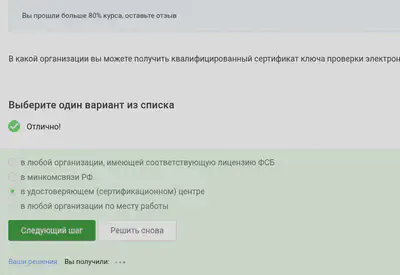 Вы прошли больше 80% курса, оставьте отзыв
В какой организации вы можете получить квалифицированный сертификат ключа проверки электрон
Выберите один вариант из списка
Отлично!
в любой организации, имеющей соответствующую лицензию ФСБ
в минкомсвязи РФ
в удостоверяющем (сертификационном) центре
в любой организации по месту работы
Следующий шаг
Решить снова
Ваши решения Вы получили: